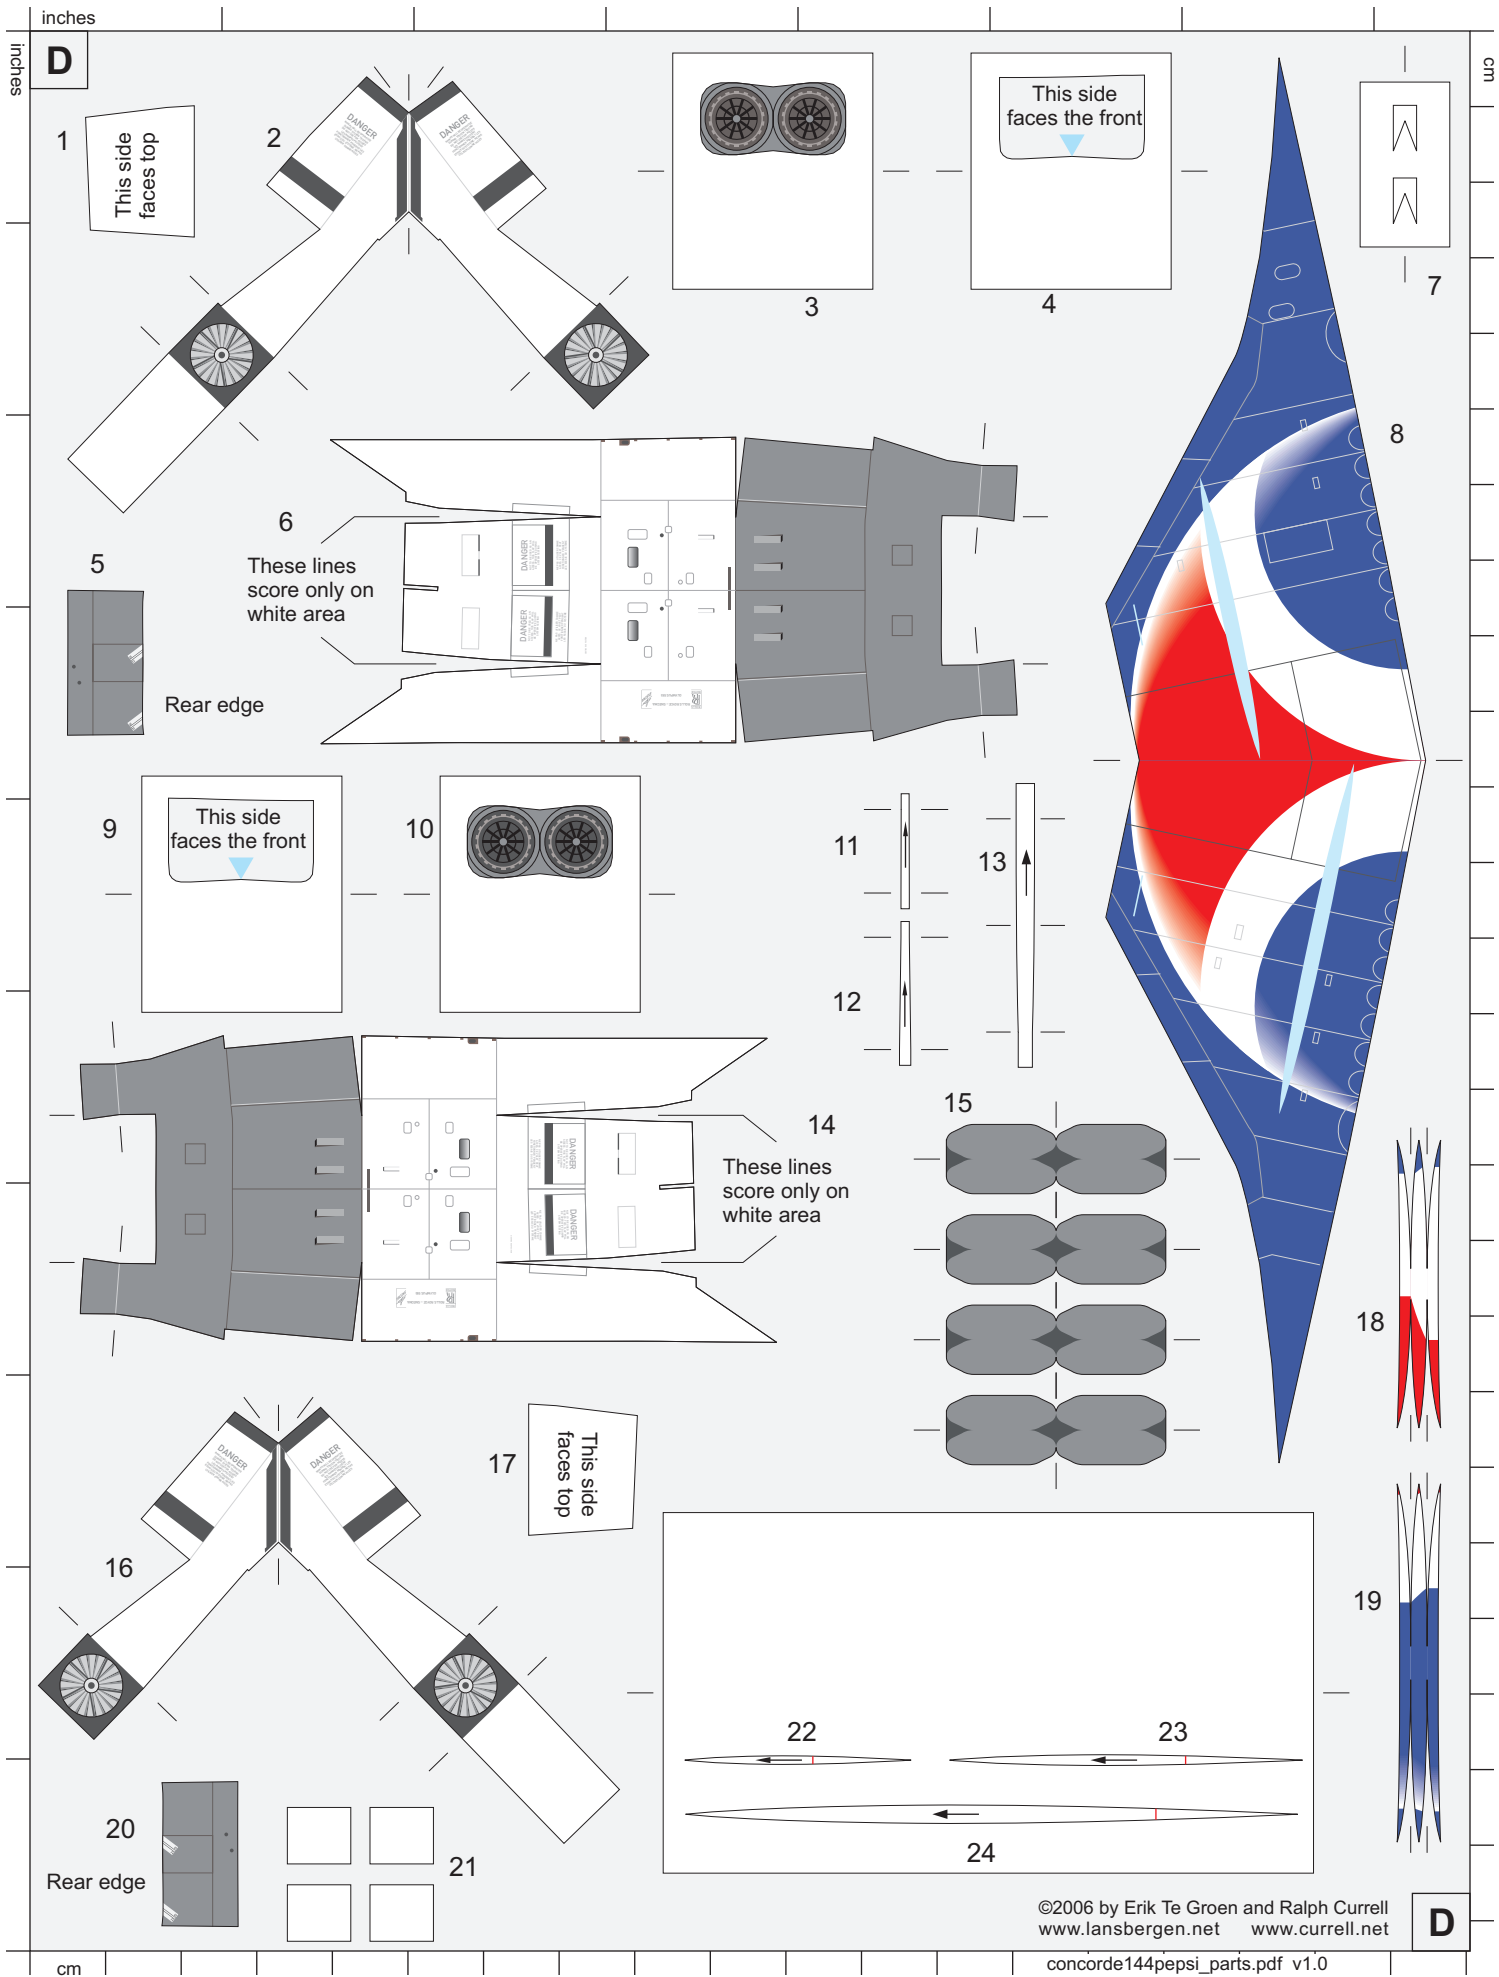 inches
inches
cm
D
1
This side
faces top
2
DANGER
DANGER
3
4
This side
faces the front
7
8
5
Rear edge
6
These lines
score only on
white area
DANGER
DANGER
9
This side
faces the front
10
11
12
13
14
These lines
score only on
white area
DANGER
DANGER
15
16
DANGER
DANGER
17
This side
faces top
18
19
20
Rear edge
21
22
23
24
©2006 by Erik Te Groen and Ralph Currell
www.lansbergen.net www.currell.net
D
cm
concorde144pepsi_parts.pdf v1.0